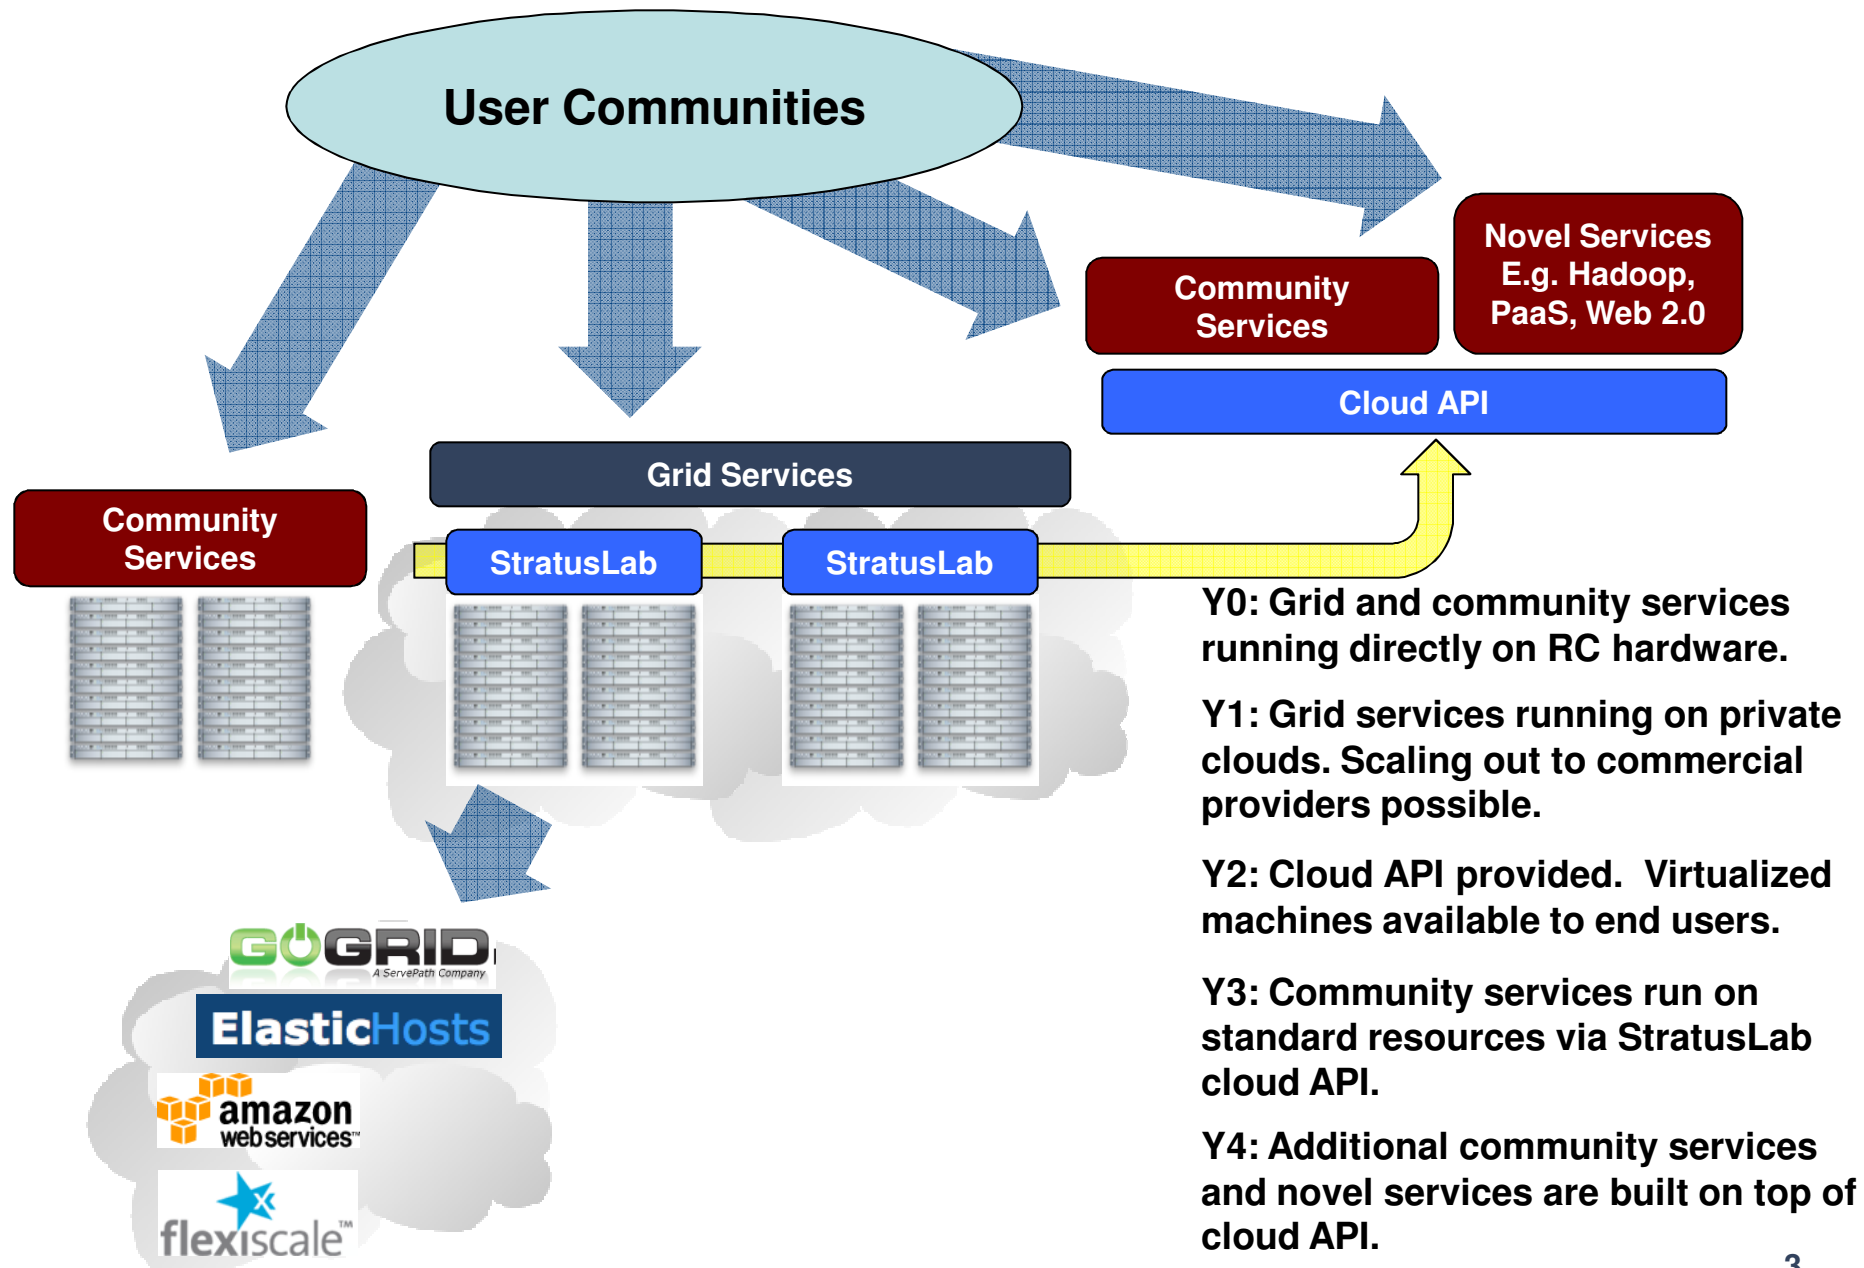 User Communities
Novel Services
E.g. Hadoop,
PaaS, Web 2.0
Community
Services
Cloud API
Grid Services
Community
Services
StratusLab
StratusLab
Y0: Grid and community services
running directly on RC hardware.
Y1: Grid services running on private
clouds. Scaling out to commercial
providers possible.
Y2: Cloud API provided.  Virtualized
machines available to end users.
Y3: Community services run on
standard resources via StratusLab
cloud API.
Y4: Additional community services
and novel services are built on top of
cloud API.
GOGRID
A ServePath Company
ElasticHosts
amazon
webservices™
flexiscale™
3